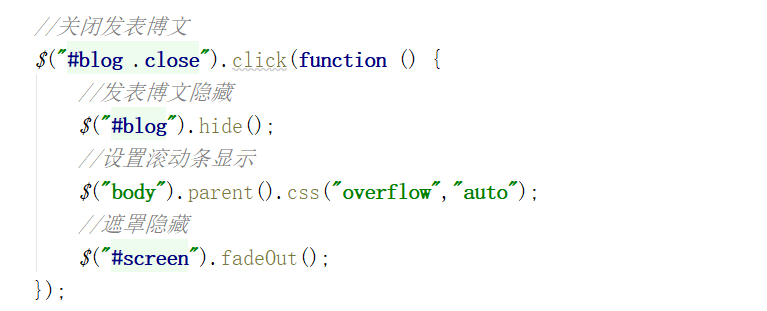 //关闭发表博文
$("#blog .close").click(function () {
//发表博文隐藏
$("#blog").hide();
//设置滚动条显示
$("body").parent().css("overflow","auto");
//遮罩隐藏
$("#screen").fadeOut();
});